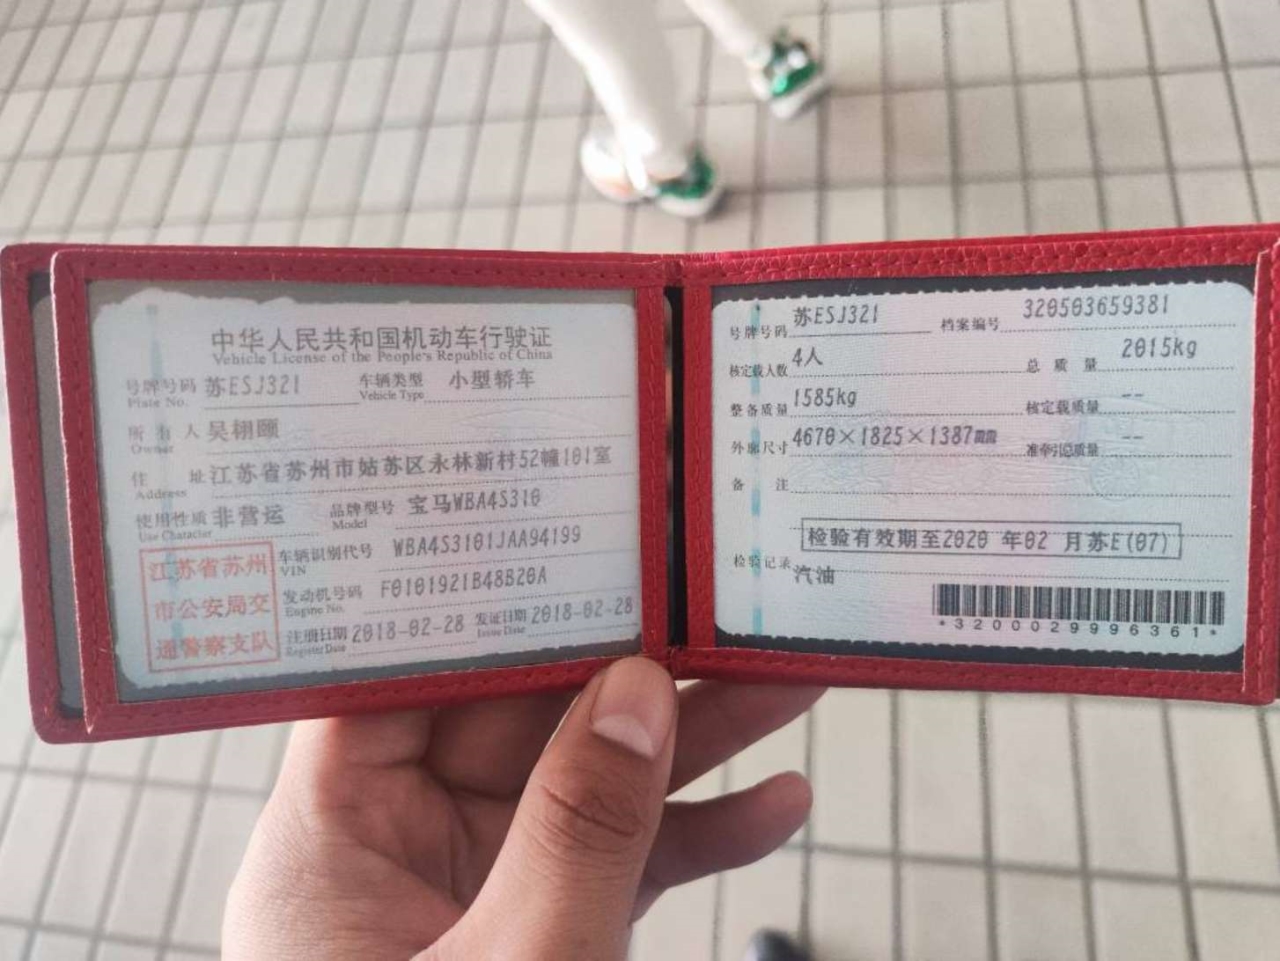 中华人民共和国机动车行驶证
Vehicle License of the People's Republic of China
号牌号码 苏ESJ321 车辆类型 小型轿车
Plate No. Vehicle Type
所有人 吴栩颐
Owner
住址 江苏省苏州市姑苏区永林新村52幢101室
Address
使用性质 非营运 品牌型号 宝马WBA4S310
Use Character Model
江苏省苏州
市公安局交
通警察支队
车辆识别代号 WBA4S3101JAA94199
VIN
发动机号码 F0101921B48B20A
Engine No.
注册日期 2018-02-28 发证日期 2018-02-28
Register Date Issue Date
号牌号码 苏ESJ321 档案编号 320503659381
核定载人数 4人 总质量 2015kg
整备质量 1585kg 核定载质量 --
外廓尺寸 4670×1825×1387mm 准牵引总质量 --
备注
检验有效期至2020 年02 月苏E(07)
检验记录
汽油
*3200029996361*